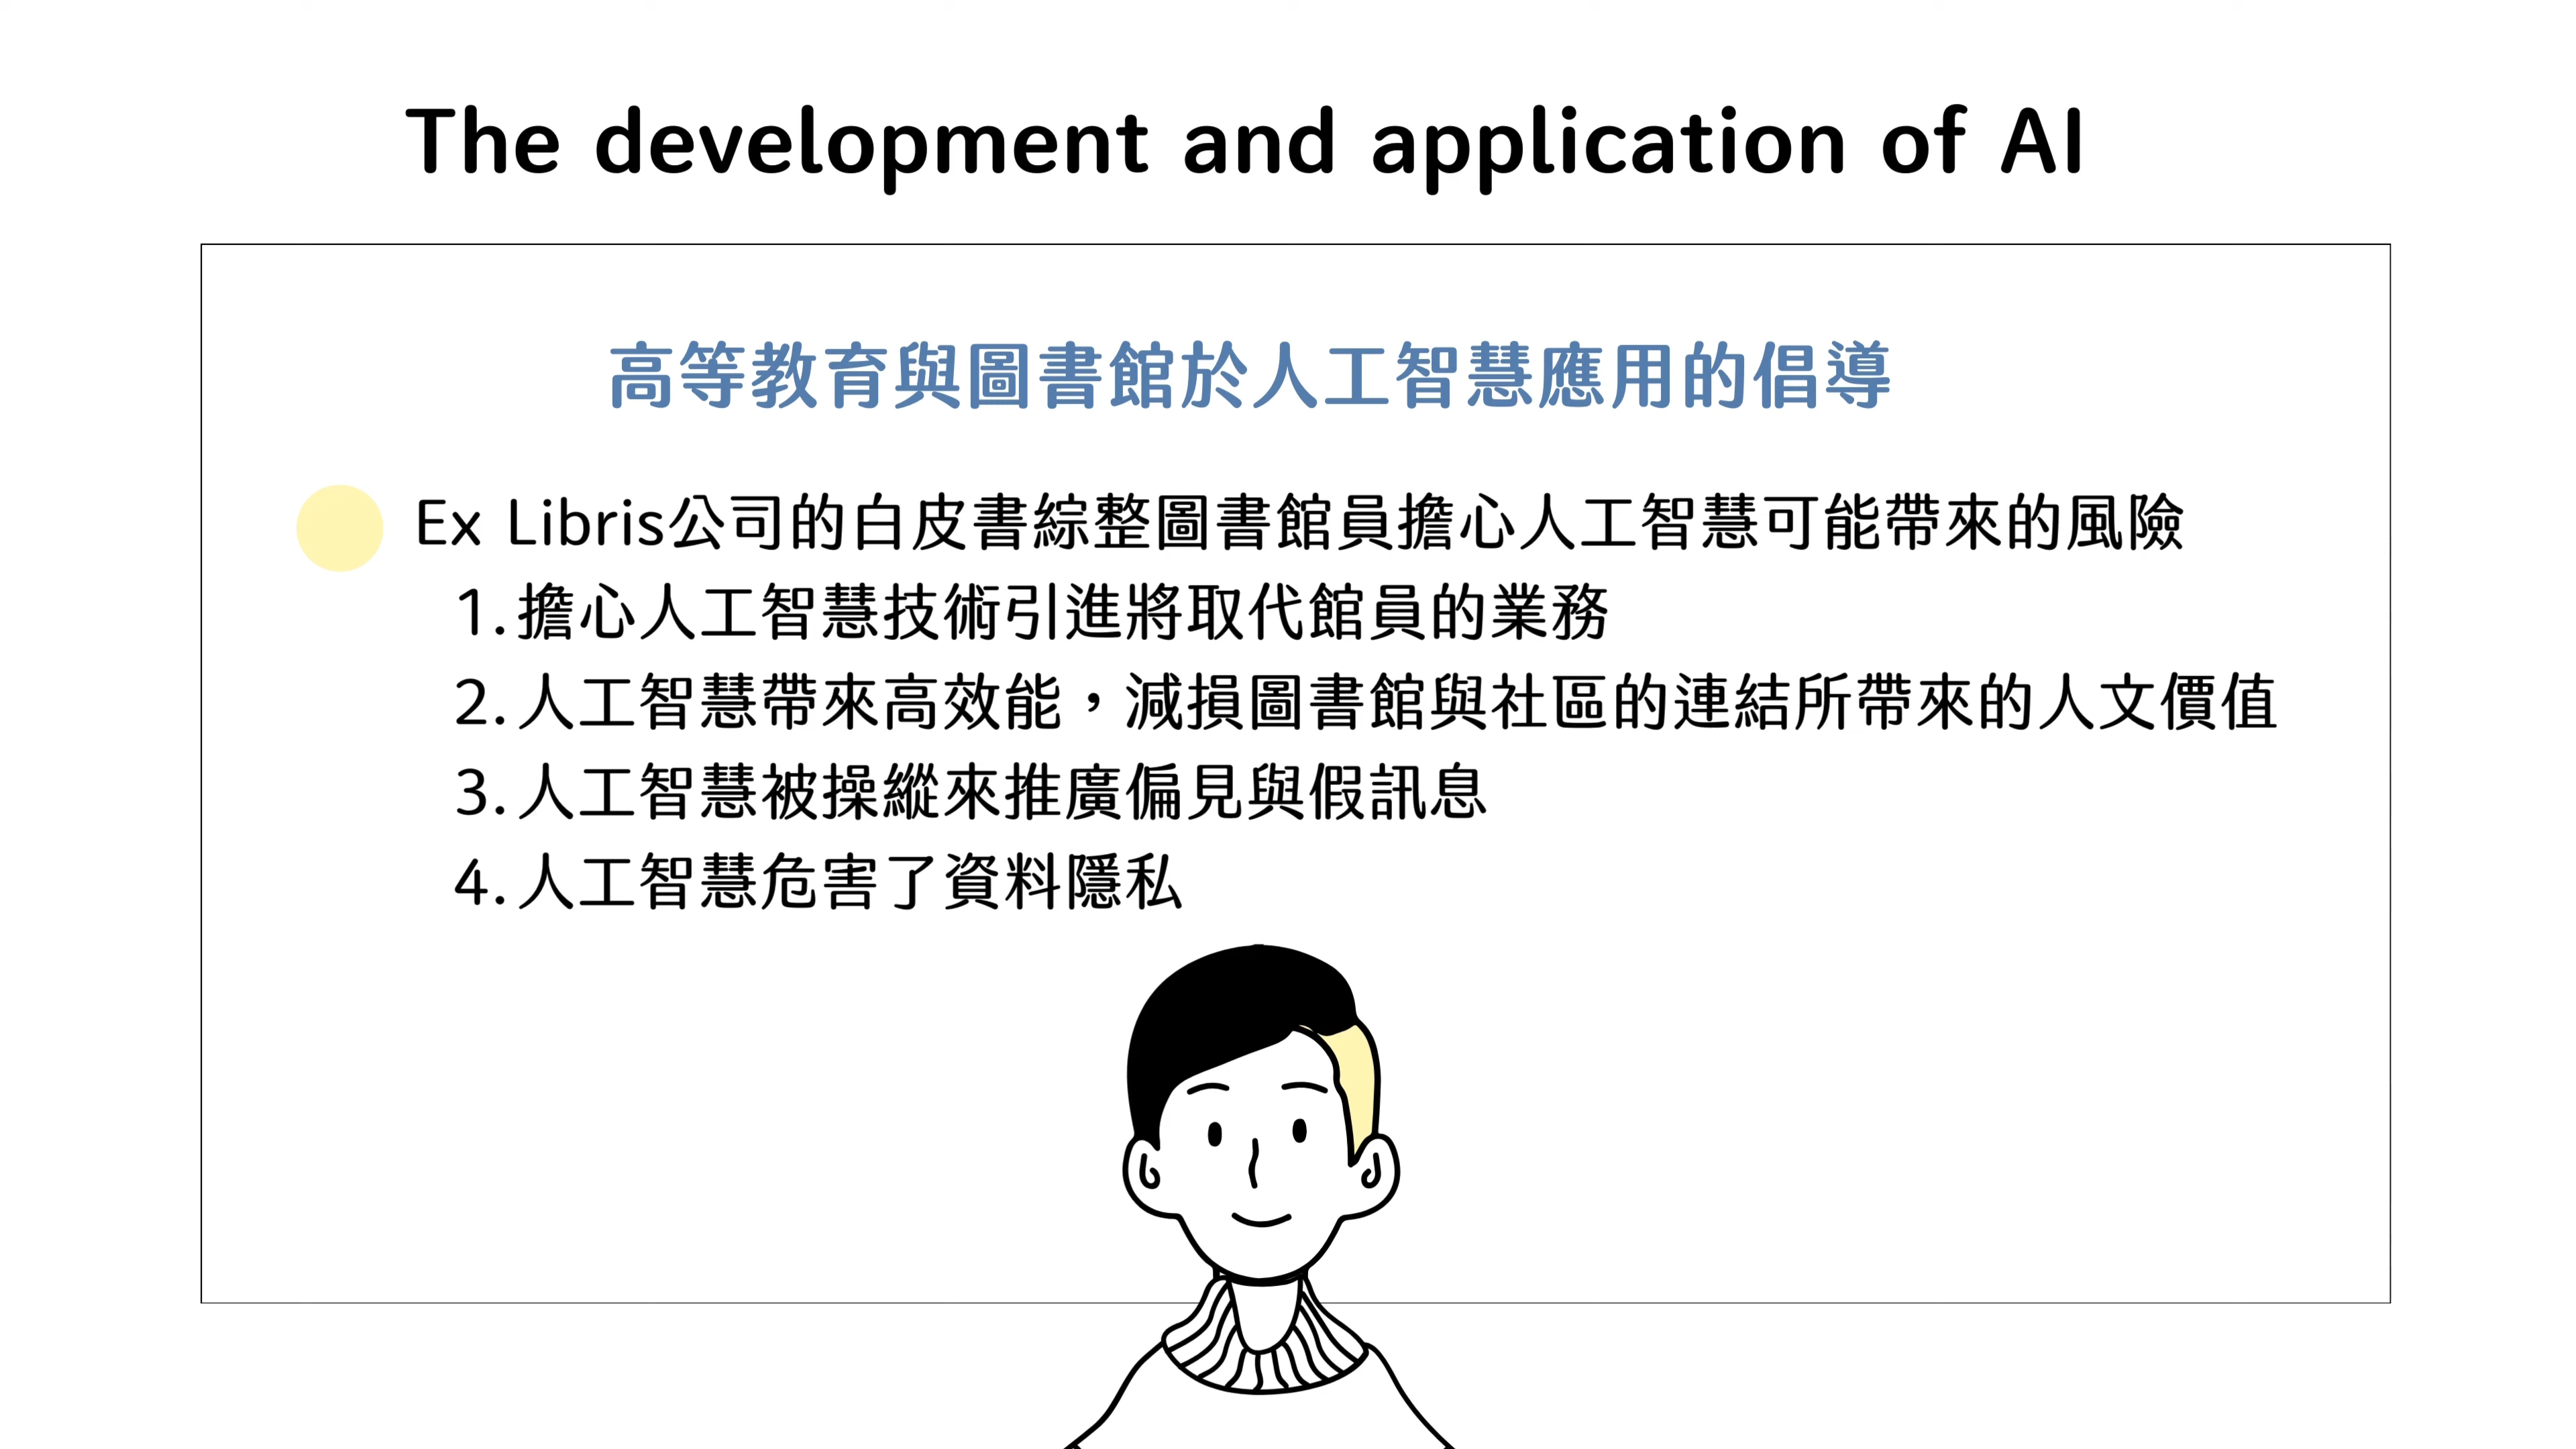 The development and application of AI
高等教育與圖書館於人工智慧應用的倡導
Ex Libris公司的白皮書綜整圖書館員擔心人工智慧可能帶來的風險
1. 擔心人工智慧技術引進將取代館員的業務
2. 人工智慧帶來高效能，減損圖書館與社區的連結所帶來的人文價值
3. 人工智慧被操縱來推廣偏見與假訊息
4. 人工智慧危害了資料隱私